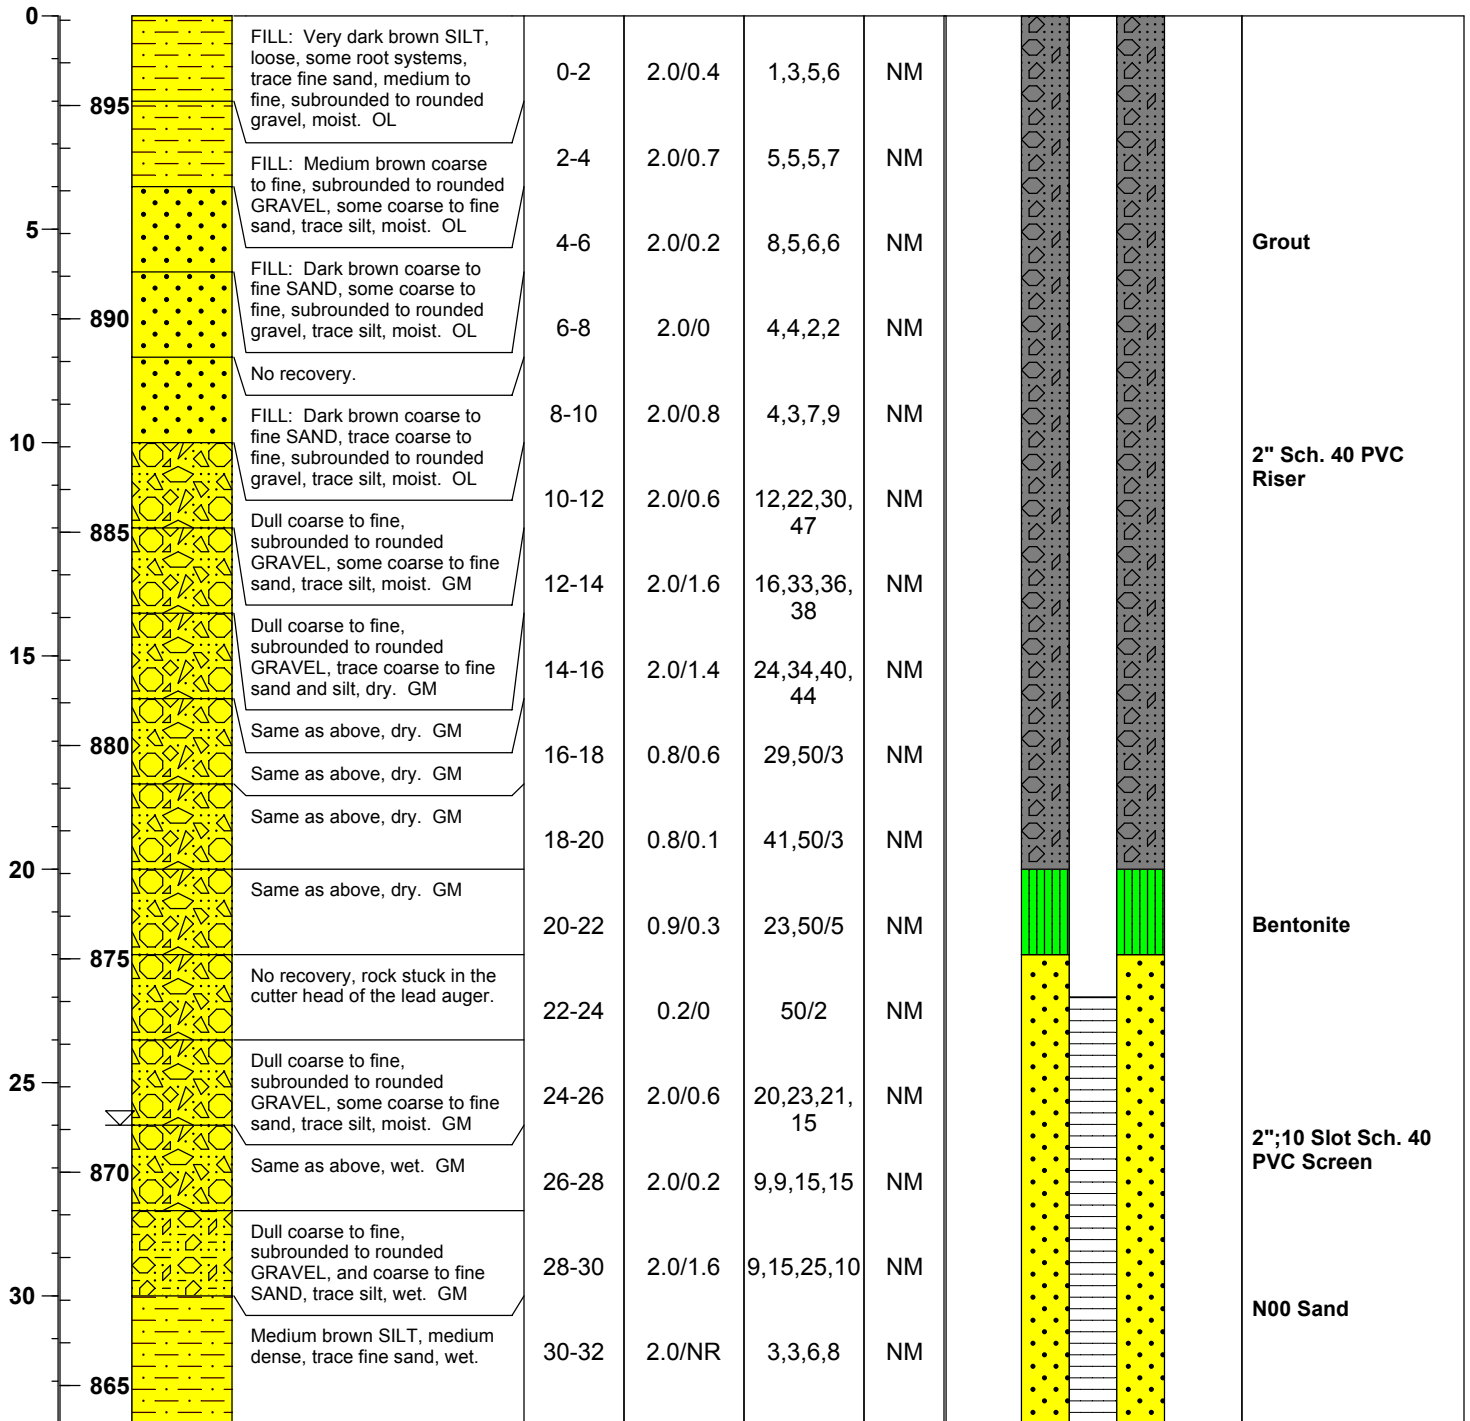 0
895
5
890
10
885
15
880
20
875
25
870
30
865
FILL: Very dark brown SILT,
loose, some root systems,
trace fine sand, medium to
fine, subrounded to rounded
gravel, moist. OL
0-2 2.0/0.4 1,3,5,6 NM
FILL: Medium brown coarse
to fine, subrounded to rounded
GRAVEL, some coarse to fine
sand, trace silt, moist. OL
2-4 2.0/0.7 5,5,5,7 NM
FILL: Dark brown coarse to
fine SAND, some coarse to
fine, subrounded to rounded
gravel, trace silt, moist. OL
4-6 2.0/0.2 8,5,6,6 NM
No recovery.
6-8 2.0/0 4,4,2,2 NM
FILL: Dark brown coarse to
fine SAND, trace coarse to
fine, subrounded to rounded
gravel, trace silt, moist. OL
8-10 2.0/0.8 4,3,7,9 NM
Dull coarse to fine,
subrounded to rounded
GRAVEL, some coarse to fine
sand, trace silt, moist. GM
10-12 2.0/0.6 12,22,30, NM
47
Dull coarse to fine,
subrounded to rounded
GRAVEL, trace coarse to fine
sand and silt, dry. GM
12-14 2.0/1.6 16,33,36, NM
38
Same as above, dry. GM
14-16 2.0/1.4 24,34,40, NM
44
Same as above, dry. GM
16-18 0.8/0.6 29,50/3 NM
Same as above, dry. GM
18-20 0.8/0.1 41,50/3 NM
Same as above, dry. GM
20-22 0.9/0.3 23,50/5 NM
No recovery, rock stuck in the
cutter head of the lead auger.
22-24 0.2/0 50/2 NM
Dull coarse to fine,
subrounded to rounded
GRAVEL, some coarse to fine
sand, trace silt, moist. GM
24-26 2.0/0.6 20,23,21, NM
15
Same as above, wet. GM
26-28 2.0/0.2 9,9,15,15 NM
Dull coarse to fine,
subrounded to rounded
GRAVEL, and coarse to fine
SAND, trace silt, wet. GM
28-30 2.0/1.6 9,15,25,10 NM
Medium brown SILT, medium
dense, trace fine sand, wet.
30-32 2.0/NR 3,3,6,8 NM
Grout
2" Sch. 40 PVC
Riser
Bentonite
2";10 Slot Sch. 40
PVC Screen
N00 Sand